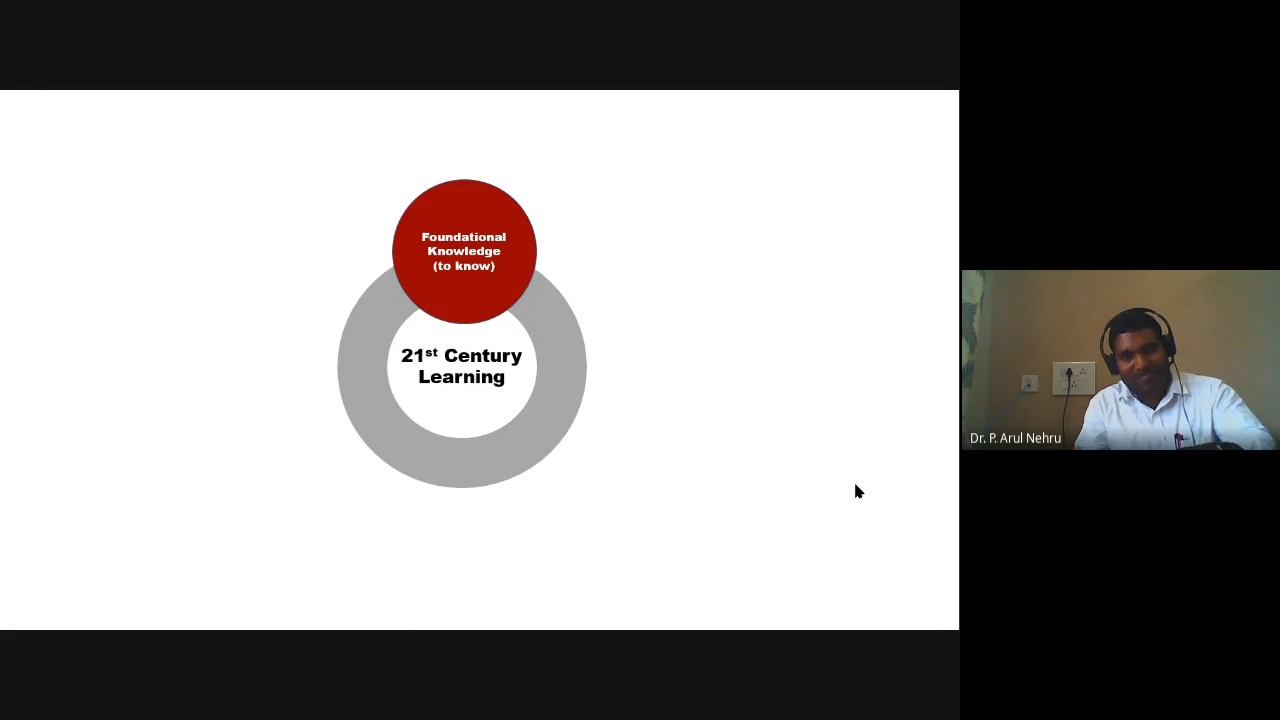 Foundational
Knowledge
(to know)
21st Century
Learning
Dr. P. Arul Nehru